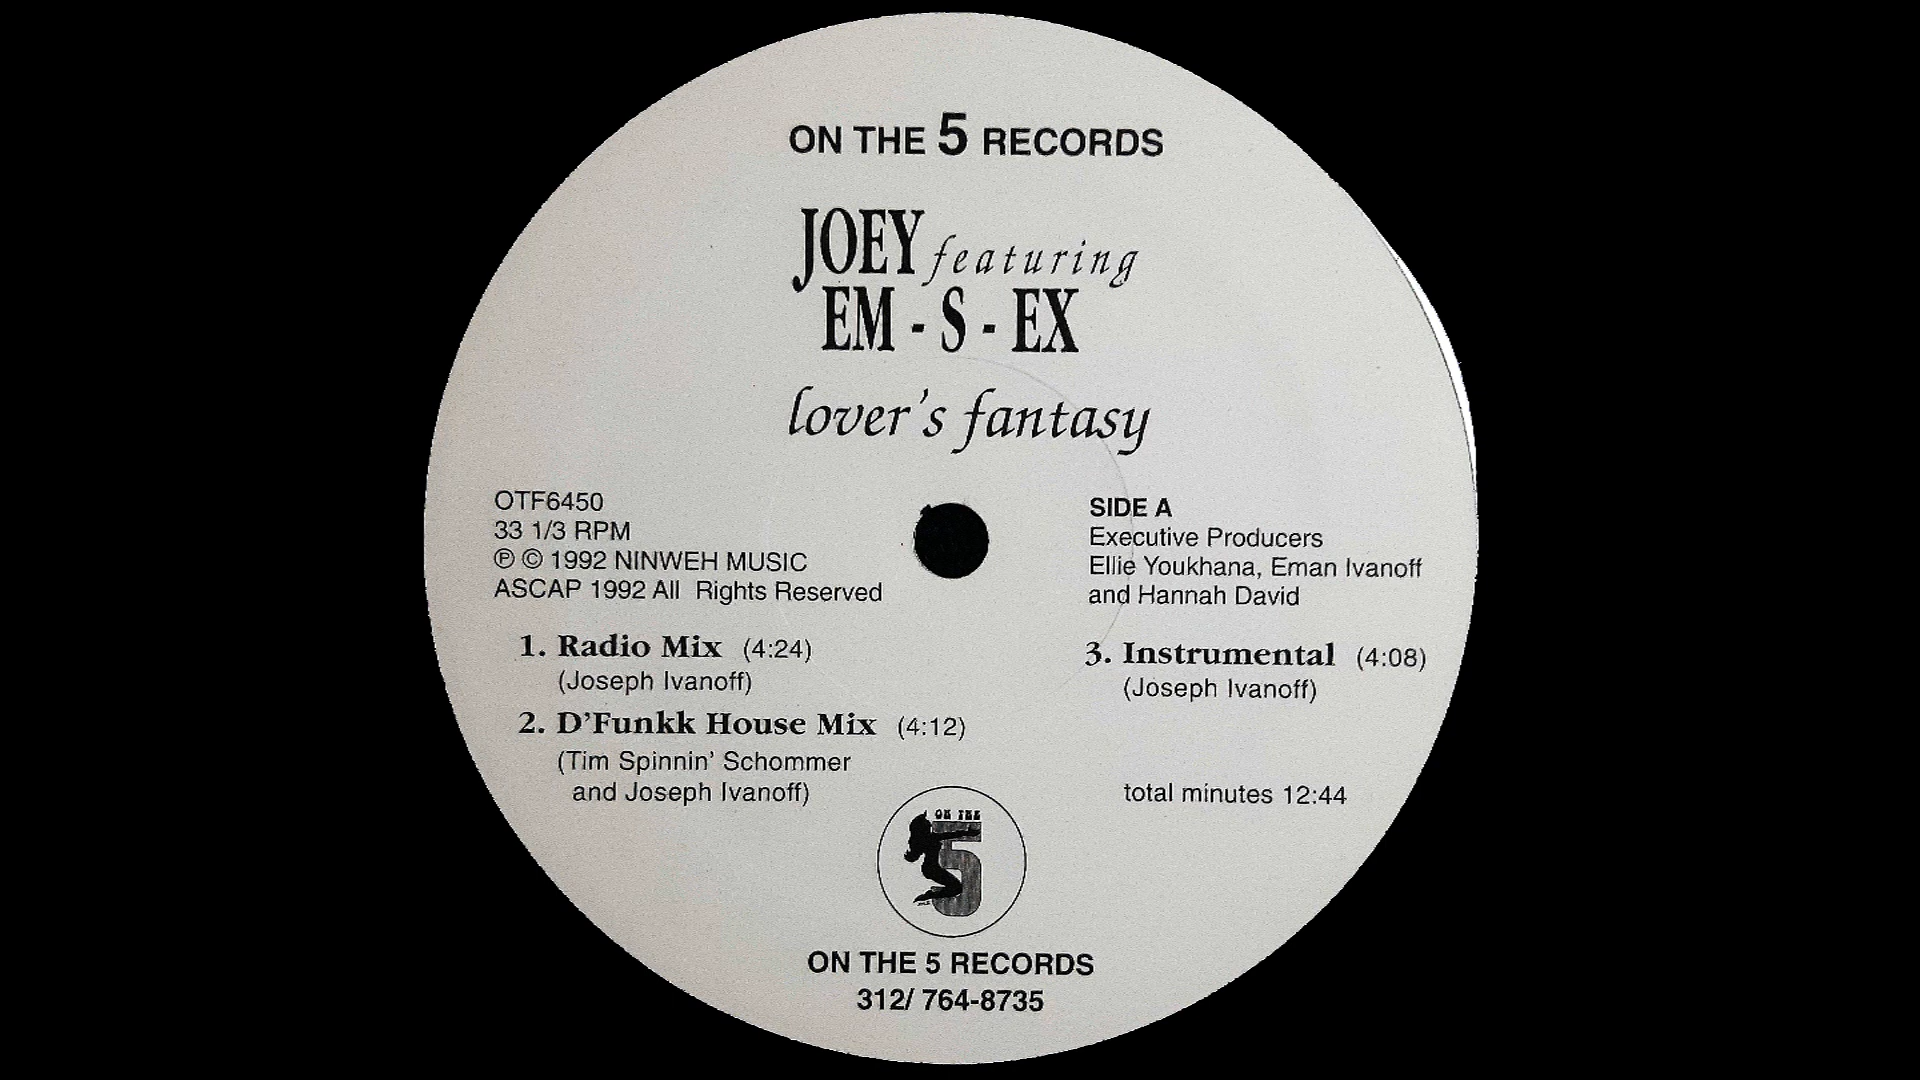 ON THE 5 RECORDS
JOEY featuring
EM - S - EX
lover's fantasy
OTF6450
33 1/3 RPM
℗ © 1992 NINWEH MUSIC
ASCAP 1992 All Rights Reserved
SIDE A
Executive Producers
Ellie Youkhana, Eman Ivanoff
and Hannah David
1. Radio Mix (4:24)
(Joseph Ivanoff)
2. D'Funkk House Mix (4:12)
(Tim Spinnin' Schommer
and Joseph Ivanoff)
3. Instrumental (4:08)
(Joseph Ivanoff)
total minutes 12:44
ON THE
5
ON THE 5 RECORDS
312/ 764-8735